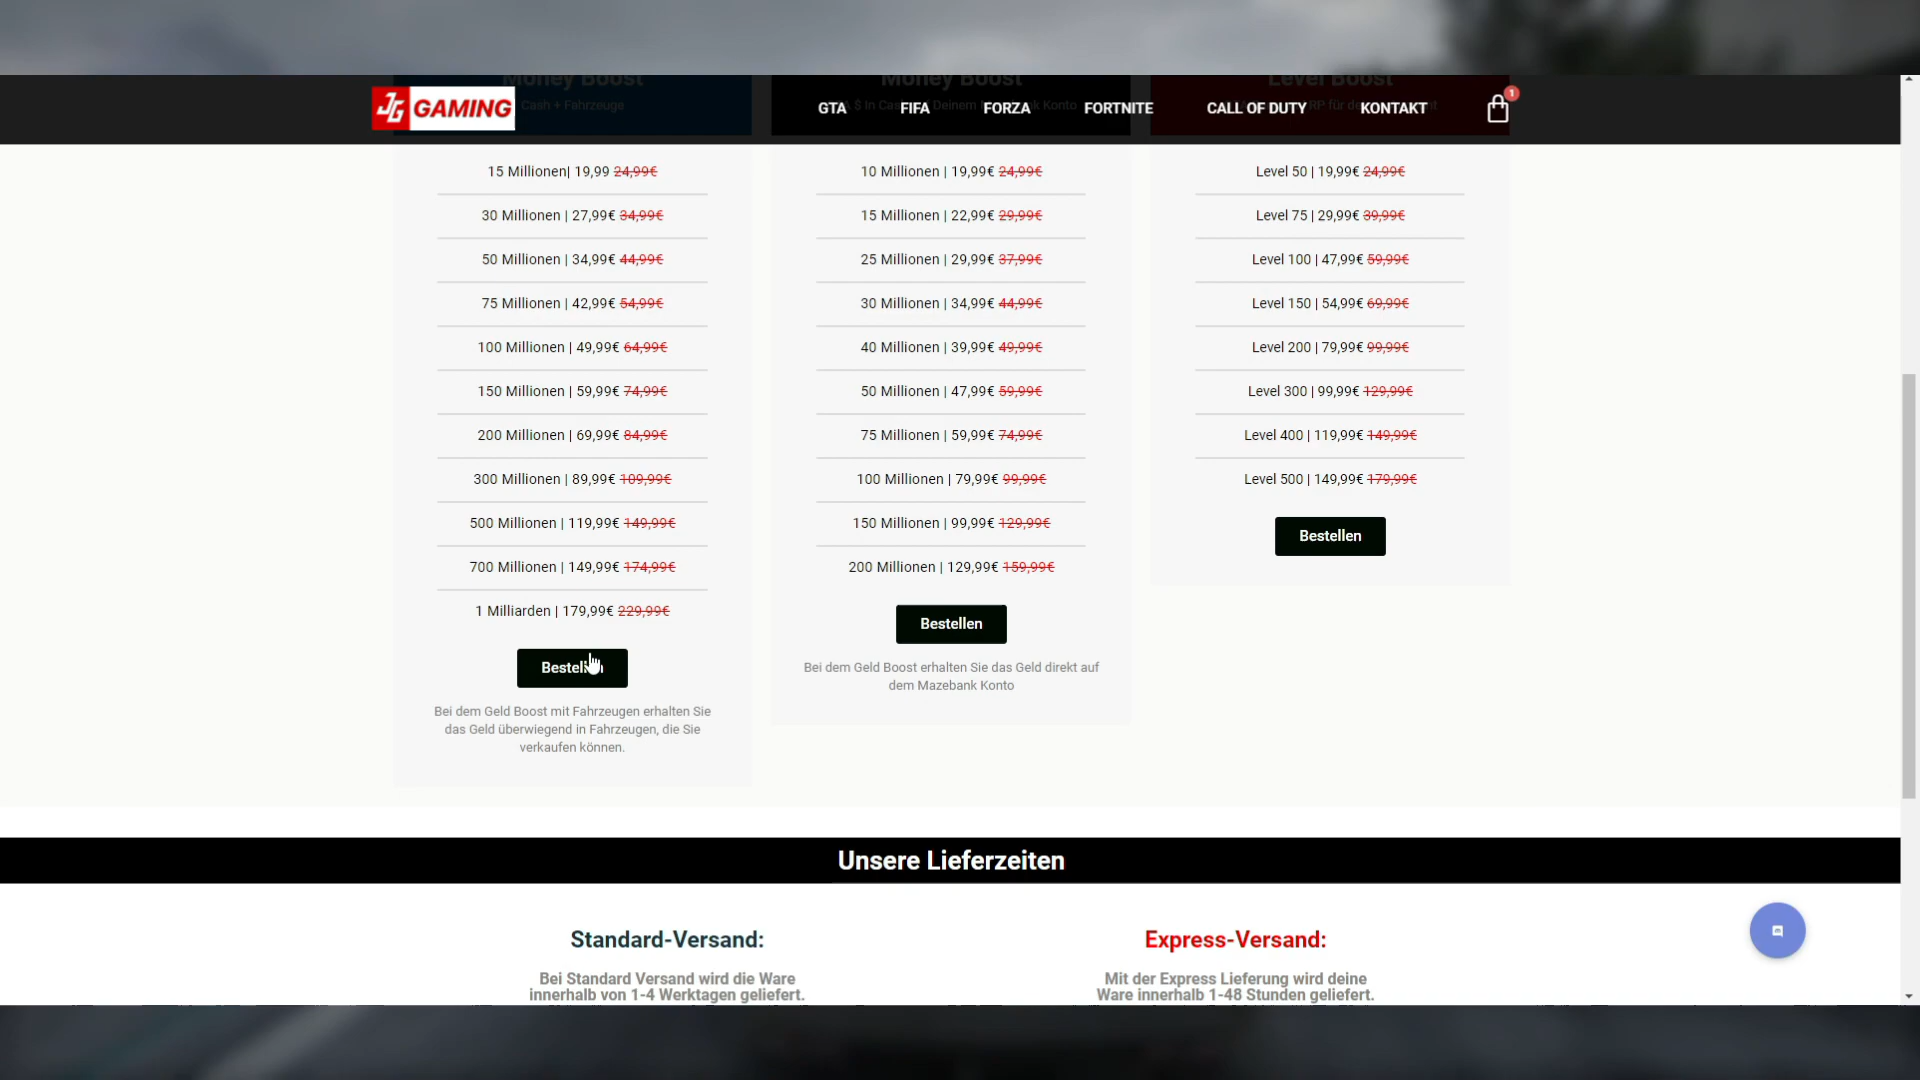 Money Boost
Cash + Fahrzeuge
Money Boost
Level Boost
JG GAMING
GTA
FIFA
FORZA
FORTNITE
CALL OF DUTY
KONTAKT
1
15 Millionen| 19,99 24,99€
30 Millionen | 27,99€ 34,99€
50 Millionen | 34,99€ 44,99€
75 Millionen | 42,99€ 54,99€
100 Millionen | 49,99€ 64,99€
150 Millionen | 59,99€ 74,99€
200 Millionen | 69,99€ 84,99€
300 Millionen | 89,99€ 109,99€
500 Millionen | 119,99€ 149,99€
700 Millionen | 149,99€ 174,99€
1 Milliarden | 179,99€ 229,99€
Bestellen
Bei dem Geld Boost mit Fahrzeugen erhalten Sie
das Geld überwiegend in Fahrzeugen, die Sie
verkaufen können.
10 Millionen | 19,99€ 24,99€
15 Millionen | 22,99€ 29,99€
25 Millionen | 29,99€ 37,99€
30 Millionen | 34,99€ 44,99€
40 Millionen | 39,99€ 49,99€
50 Millionen | 47,99€ 59,99€
75 Millionen | 59,99€ 74,99€
100 Millionen | 79,99€ 99,99€
150 Millionen | 99,99€ 129,99€
200 Millionen | 129,99€ 159,99€
Bestellen
Bei dem Geld Boost erhalten Sie das Geld direkt auf
dem Mazebank Konto
Level 50 | 19,99€ 24,99€
Level 75 | 29,99€ 39,99€
Level 100 | 47,99€ 59,99€
Level 150 | 54,99€ 69,99€
Level 200 | 79,99€ 99,99€
Level 300 | 99,99€ 129,99€
Level 400 | 119,99€ 149,99€
Level 500 | 149,99€ 179,99€
Bestellen
Unsere Lieferzeiten
Standard-Versand:
Bei Standard Versand wird die Ware
innerhalb von 1-4 Werktagen geliefert.
Express-Versand:
Mit der Express Lieferung wird deine
Ware innerhalb 1-48 Stunden geliefert.